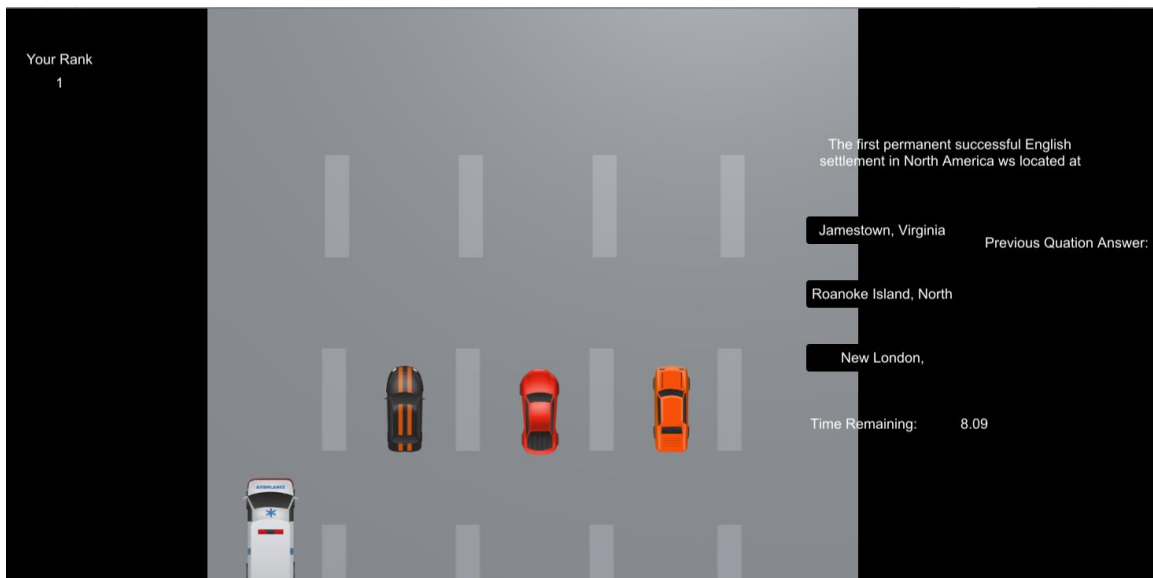 Your Rank
1
The first permanent successful English
settlement in North America ws located at
Jamestown, Virginia
Previous Quation Answer:
Roanoke Island, North
New London,
Time Remaining: 8.09
AMBULANCE